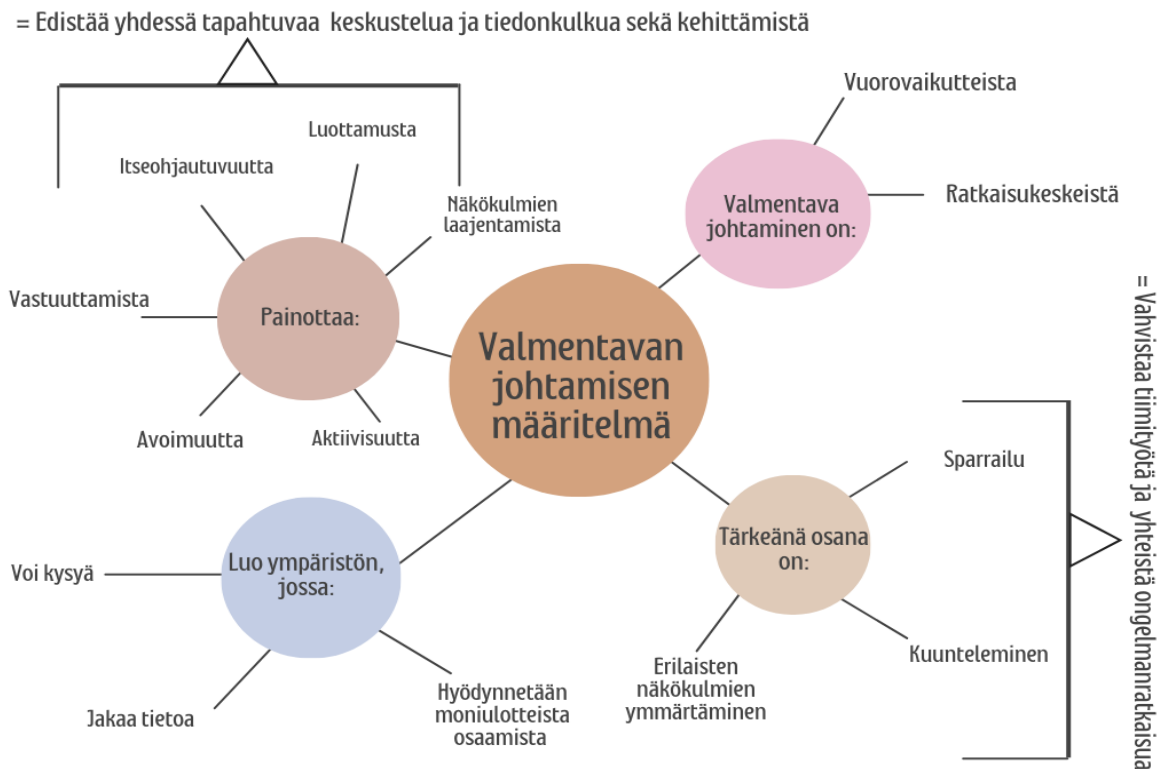 = Edistää yhdessä tapahtuvaa keskustelua ja tiedonkulkua sekä kehittämistä
Luottamusta
Itseohjautuvuutta
Näkökulmien
laajentamista
Vastuuttamista
Painottaa:
Avoimuutta
Aktiivisuutta
Vuorovaikutteista
Valmentava
johtaminen on:
Ratkaisukeskeistä
Valmentavan
johtamisen
määritelmä
Luo ympäristön,
jossa:
Voi kysyä
Jakaa tietoa
Hyödynnetään
moniulotteista
osaamista
Tärkeänä osana
on:
Sparrailu
Kuunteleminen
Erilaisten
näkökulmien
ymmärtäminen
= Vahvistaa tiimityötä ja yhteistä ongelmanratkaisua